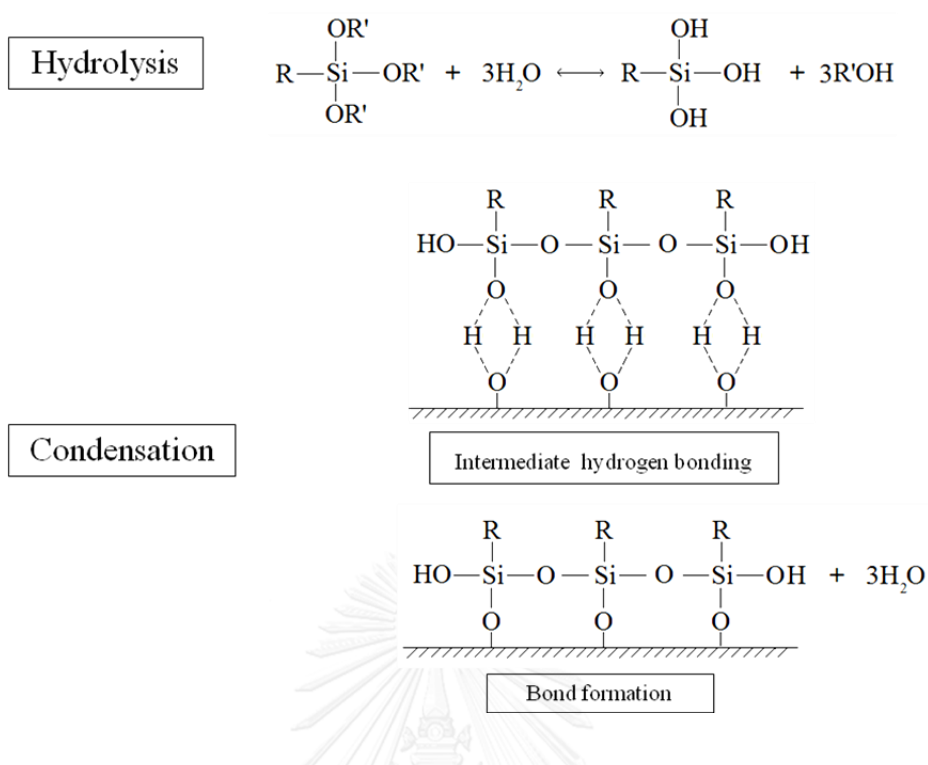 OR'
Hydrolysis
R—Si—OR' + 3H₂O ⟷ R—Si—OH + 3R'OH
OR'
OH
OH
R R R
HO—Si—O—Si—O—Si—OH
O O O
H H H H H H
O O O
Condensation
Intermediate hydrogen bonding
R R R
HO—Si—O—Si—O—Si—OH + 3H₂O
O O O
Bond formation